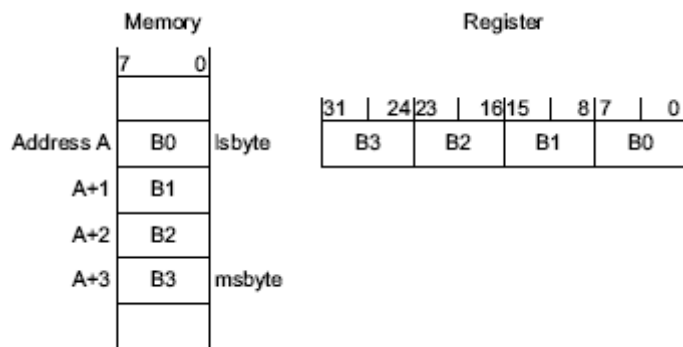 Memory
Register
7 0
31 24 23 16 15 8 7 0
Address A B0 lsbyte
B3 B2 B1 B0
A+1 B1
A+2 B2
A+3 B3 msbyte